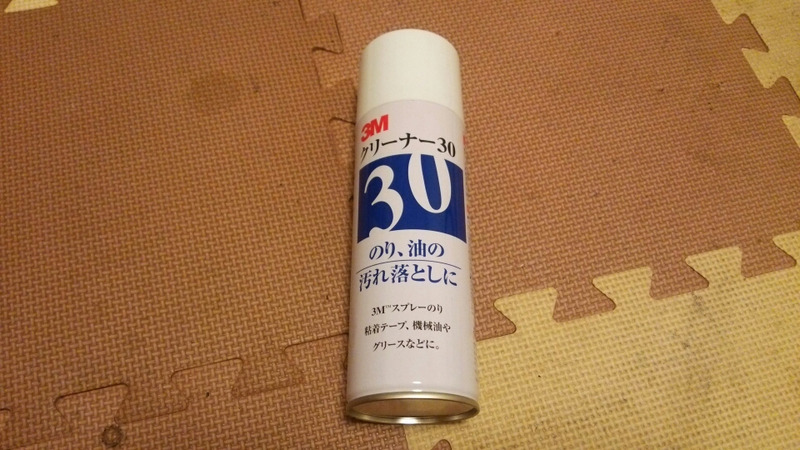 3M
クリーナー30
30
のり、油の
汚れ落としに
3M™スプレーのり
粘着テープ、機械油や
グリースなどに。